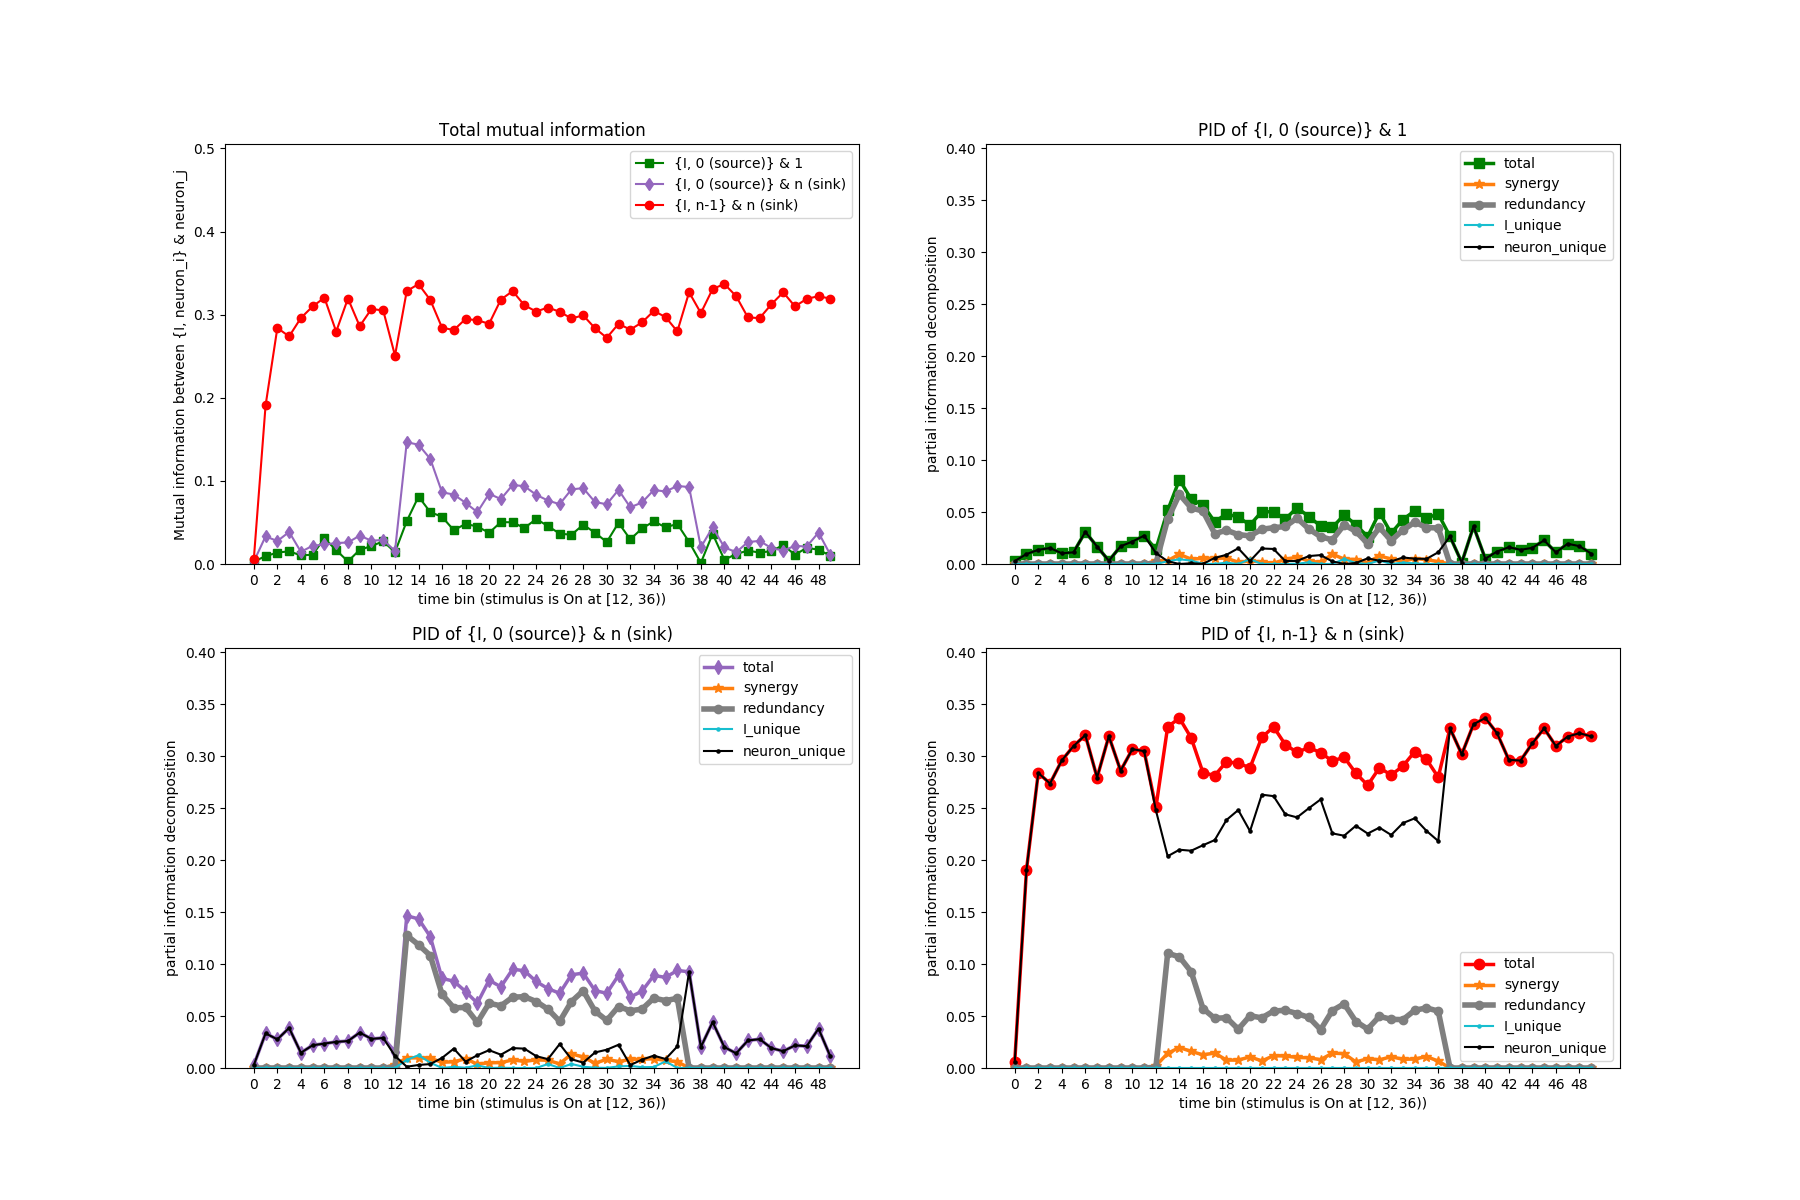 Total mutual information
Mutual information between {I, neuron_i} & neuron_j
0.5
0.4
0.3
0.2
0.1
0.0
{I, 0 (source)} & 1
{I, 0 (source)} & n (sink)
{I, n-1} & n (sink)
0 2 4 6 8 10 12 14 16 18 20 22 24 26 28 30 32 34 36 38 40 42 44 46 48
time bin (stimulus is On at [12, 36))
PID of {I, 0 (source)} & 1
partial information decomposition
0.40
0.35
0.30
0.25
0.20
0.15
0.10
0.05
0.00
total
synergy
redundancy
I_unique
neuron_unique
0 2 4 6 8 10 12 14 16 18 20 22 24 26 28 30 32 34 36 38 40 42 44 46 48
time bin (stimulus is On at [12, 36))
PID of {I, 0 (source)} & n (sink)
partial information decomposition
0.40
0.35
0.30
0.25
0.20
0.15
0.10
0.05
0.00
total
synergy
redundancy
I_unique
neuron_unique
0 2 4 6 8 10 12 14 16 18 20 22 24 26 28 30 32 34 36 38 40 42 44 46 48
time bin (stimulus is On at [12, 36))
PID of {I, n-1} & n (sink)
partial information decomposition
0.40
0.35
0.30
0.25
0.20
0.15
0.10
0.05
0.00
total
synergy
redundancy
I_unique
neuron_unique
0 2 4 6 8 10 12 14 16 18 20 22 24 26 28 30 32 34 36 38 40 42 44 46 48
time bin (stimulus is On at [12, 36))